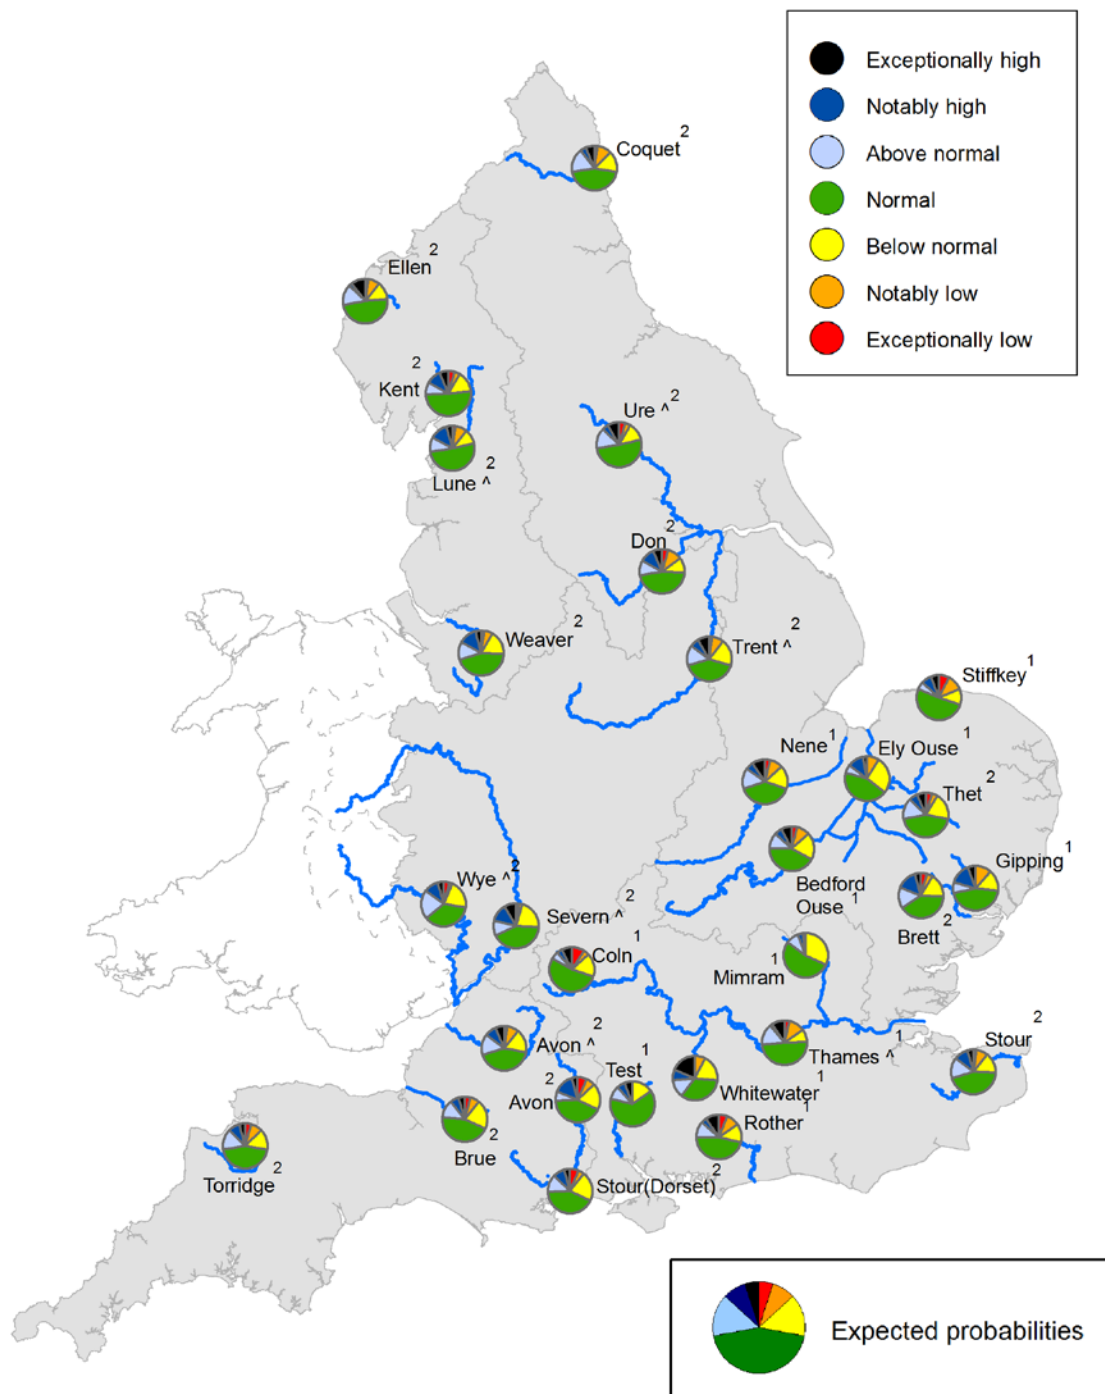 Exceptionally high
Notably high
Above normal
Normal
Below normal
Notably low
Exceptionally low
Coquet 2
Ellen 2
Kent 2
Ure ^ 2
Lune ^ 2
Don 2
Weaver 2
Trent ^ 2
Stiffkey 1
Nene 1
Ely Ouse 1
Thet 2
Gipping 1
Bedford
Ouse 1
Brett 2
Wye ^ 2
Severn ^ 2
Coln 1
Mimram 1
Avon ^ 2
Test 1
Thames ^ 1
Stour 2
Avon 2
Whitewater 1
Rother 1
Brue 2
Torridge 2
Stour(Dorset) 2
Expected probabilities